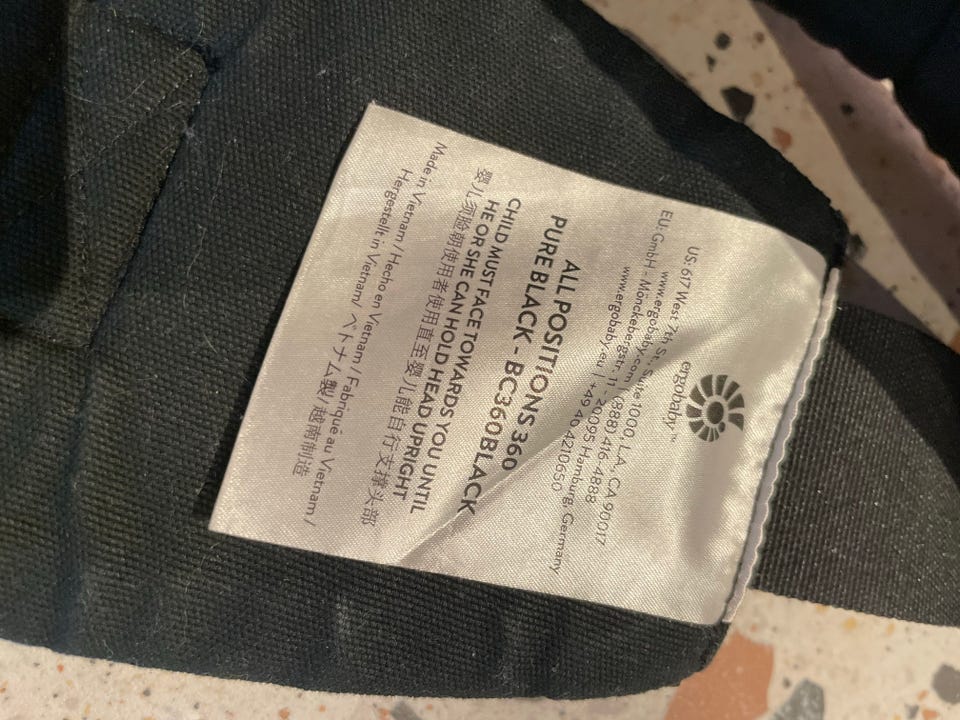 ergobaby™
US: 617 West 7th St. Suite 1000, LA, CA 90017
www.ergobaby.com / 1 (888) 416-4888
EU: GmbH - Mönckebergstr. 11 - 20095 Hamburg, Germany
www.ergobaby.eu / +49 40 4210650
ALL POSITIONS 360
PURE BLACK - BC360BLACK
CHILD MUST FACE TOWARDS YOU UNTIL
HE OR SHE CAN HOLD HEAD UPRIGHT
婴儿须脸朝使用者使用直至婴儿能自行支撑头部
Made in Vietnam / Hecho en Vietnam / Fabriqué au Vietnam /
Hergestellt in Vietnam/ ベトナム製/ 越南制造